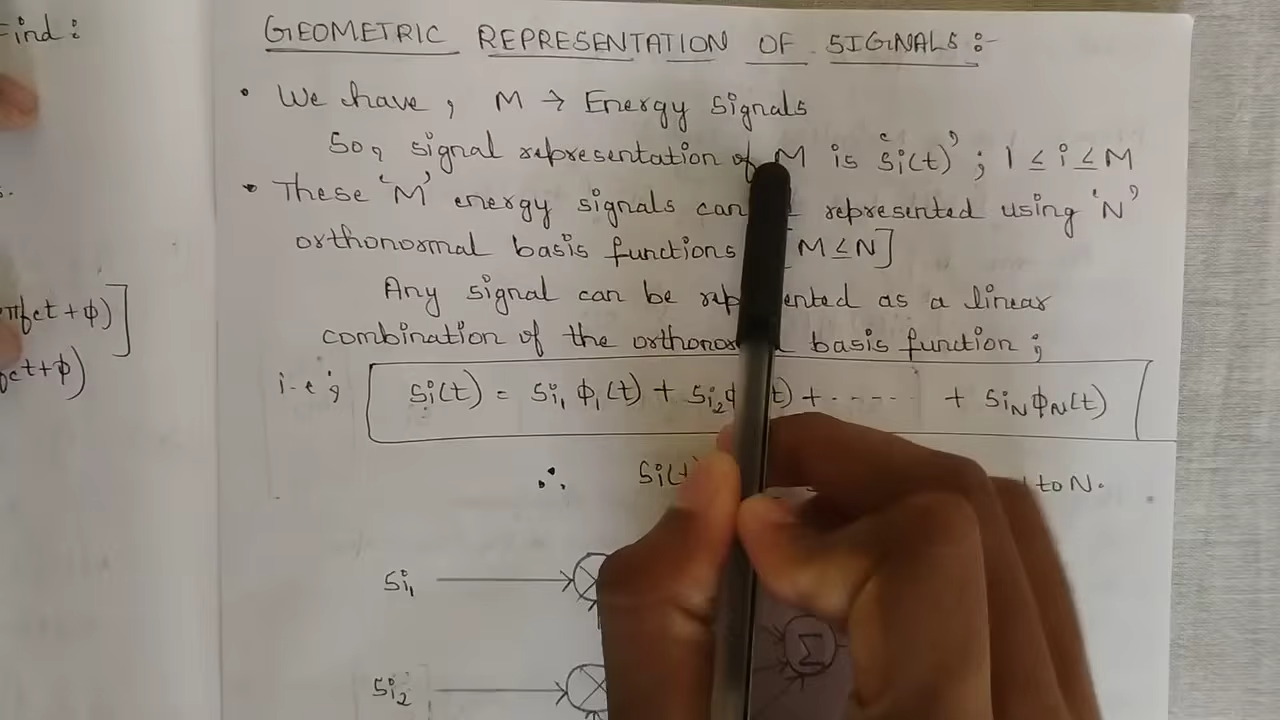 Find :
GEOMETRIC REPRESENTATION OF SIGNALS :-
• We have, M → Energy signals
So, signal representation of M is 'si(t)' ; 1 ≤ i ≤ M
s.
• These 'M' energy signals can represented using 'N'
orthonormal basis functions [M ≤ N]
πfct + φ)]
Any signal can be as a linear
combination of the basis function ;
fct + φ)
i.e; si(t) = si1 φ1(t) + si2 t) + ----- + siN φN(t)
∴ si(t) to N.
si1
Σ
si2